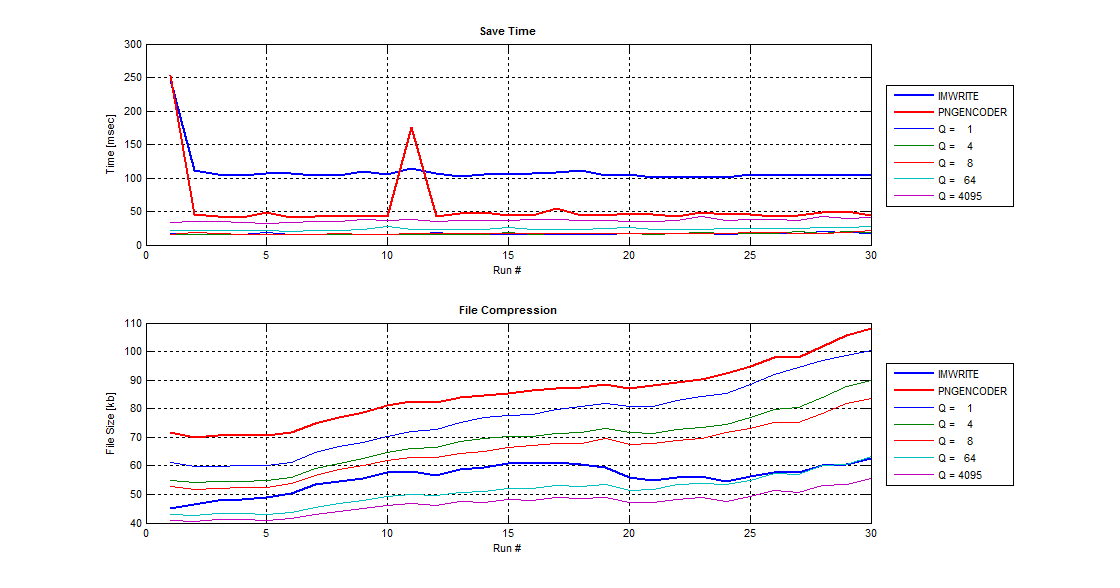 Save Time
300
250
200
150
100
50
0
Time [msec]
0 5 10 15 20 25 30
Run #
IMWRITE
PNGENCODER
Q = 1
Q = 4
Q = 8
Q = 64
Q = 4095
File Compression
110
100
90
80
70
60
50
40
File Size [kb]
0 5 10 15 20 25 30
Run #
IMWRITE
PNGENCODER
Q = 1
Q = 4
Q = 8
Q = 64
Q = 4095